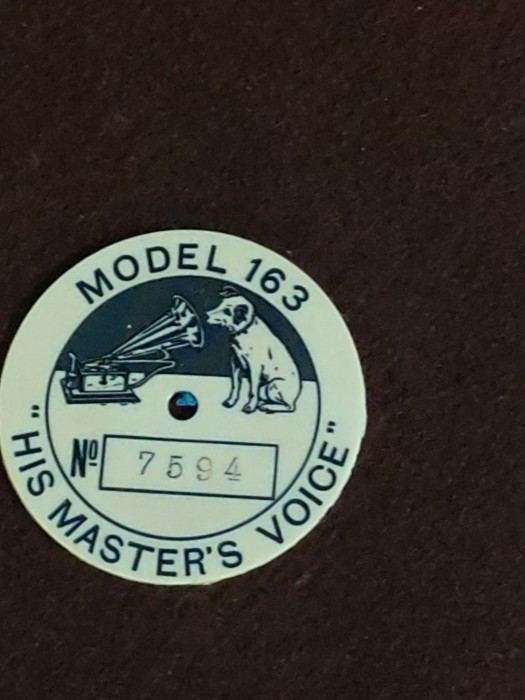 MODEL 163
Nº 7594
"HIS MASTER'S VOICE"